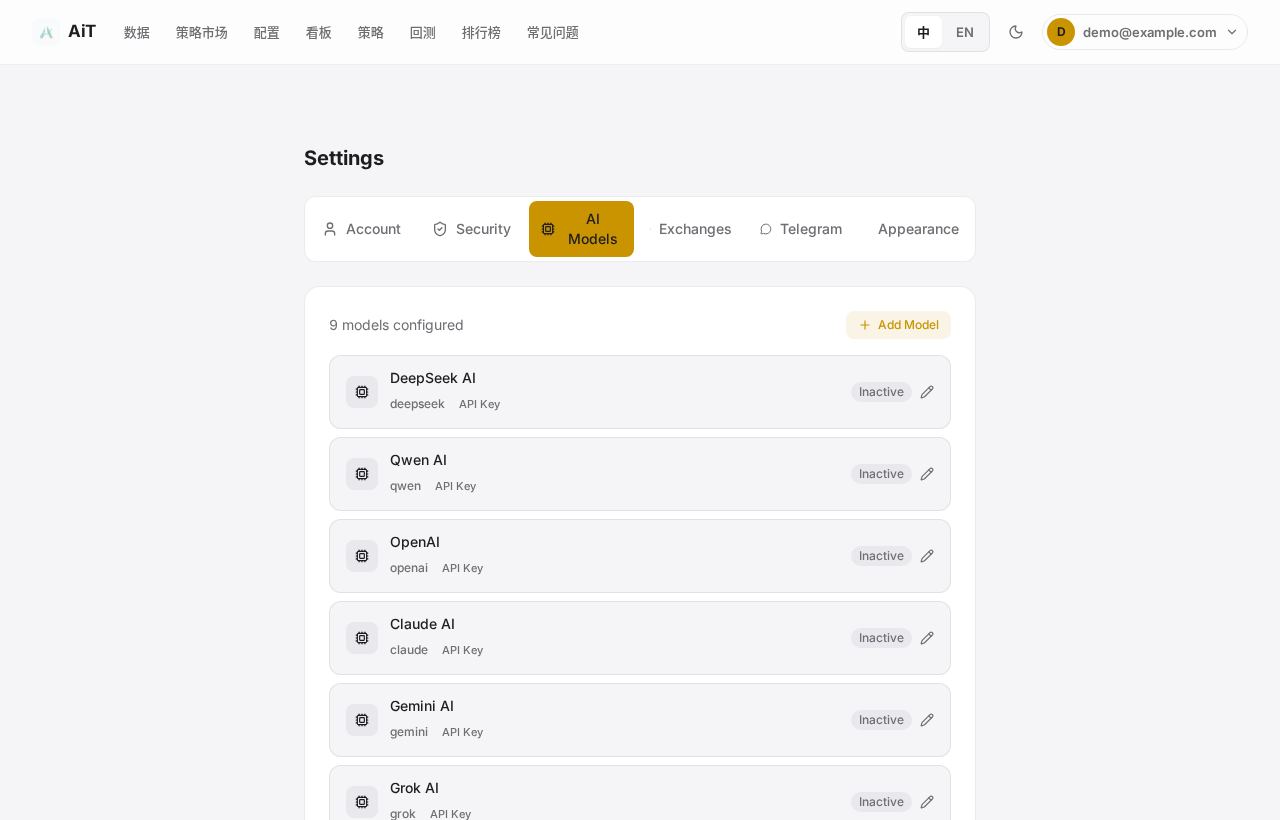 AiT
数据
策略市场
配置
看板
策略
回测
排行榜
常见问题
中
EN
D
demo@example.com
Settings
Account
Security
AI
Models
Exchanges
Telegram
Appearance
9 models configured
Add Model
DeepSeek AI
deepseek API Key
Inactive
Qwen AI
qwen API Key
Inactive
OpenAI
openai API Key
Inactive
Claude AI
claude API Key
Inactive
Gemini AI
gemini API Key
Inactive
Grok AI
grok API Key
Inactive